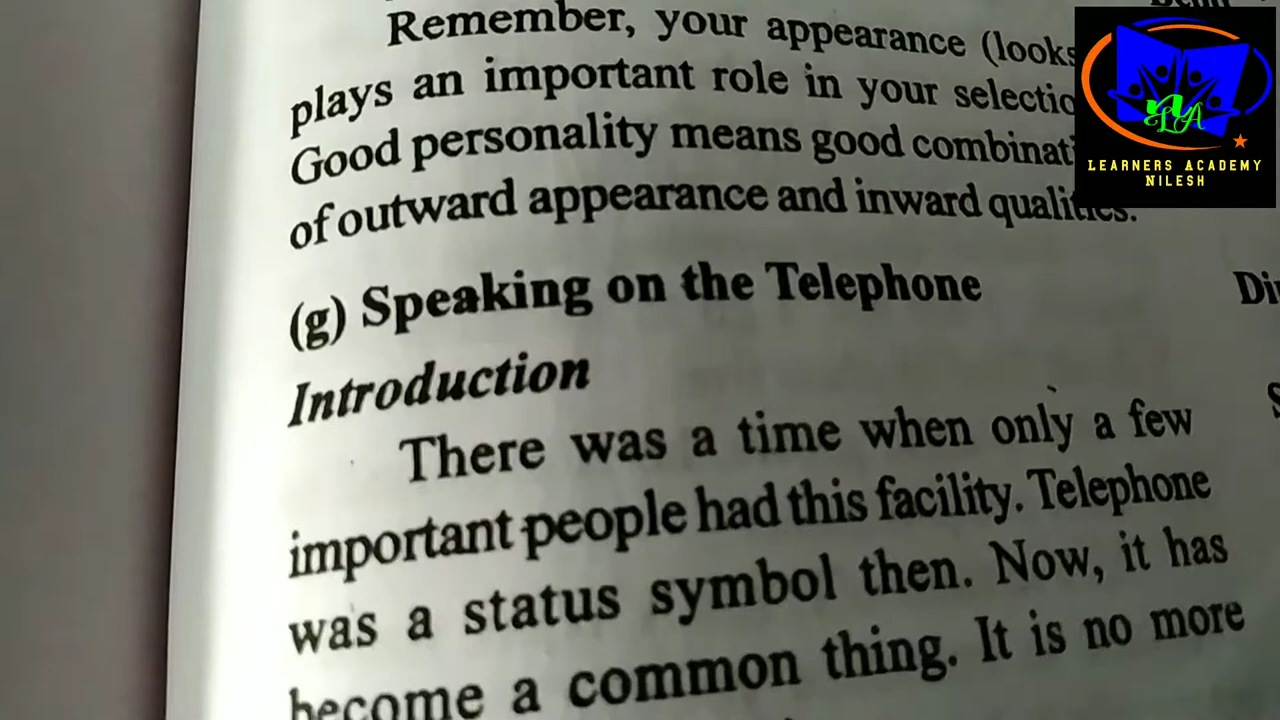 Remember, your appearance (looks
plays an important role in your selectio
Good personality means good combinati
of outward appearance and inward qualities.
(g) Speaking on the Telephone
Introduction
There was a time when only a few
important people had this facility. Telephone
was a status symbol then. Now, it has
become a common thing. It is no more
LEARNERS ACADEMY
NILESH